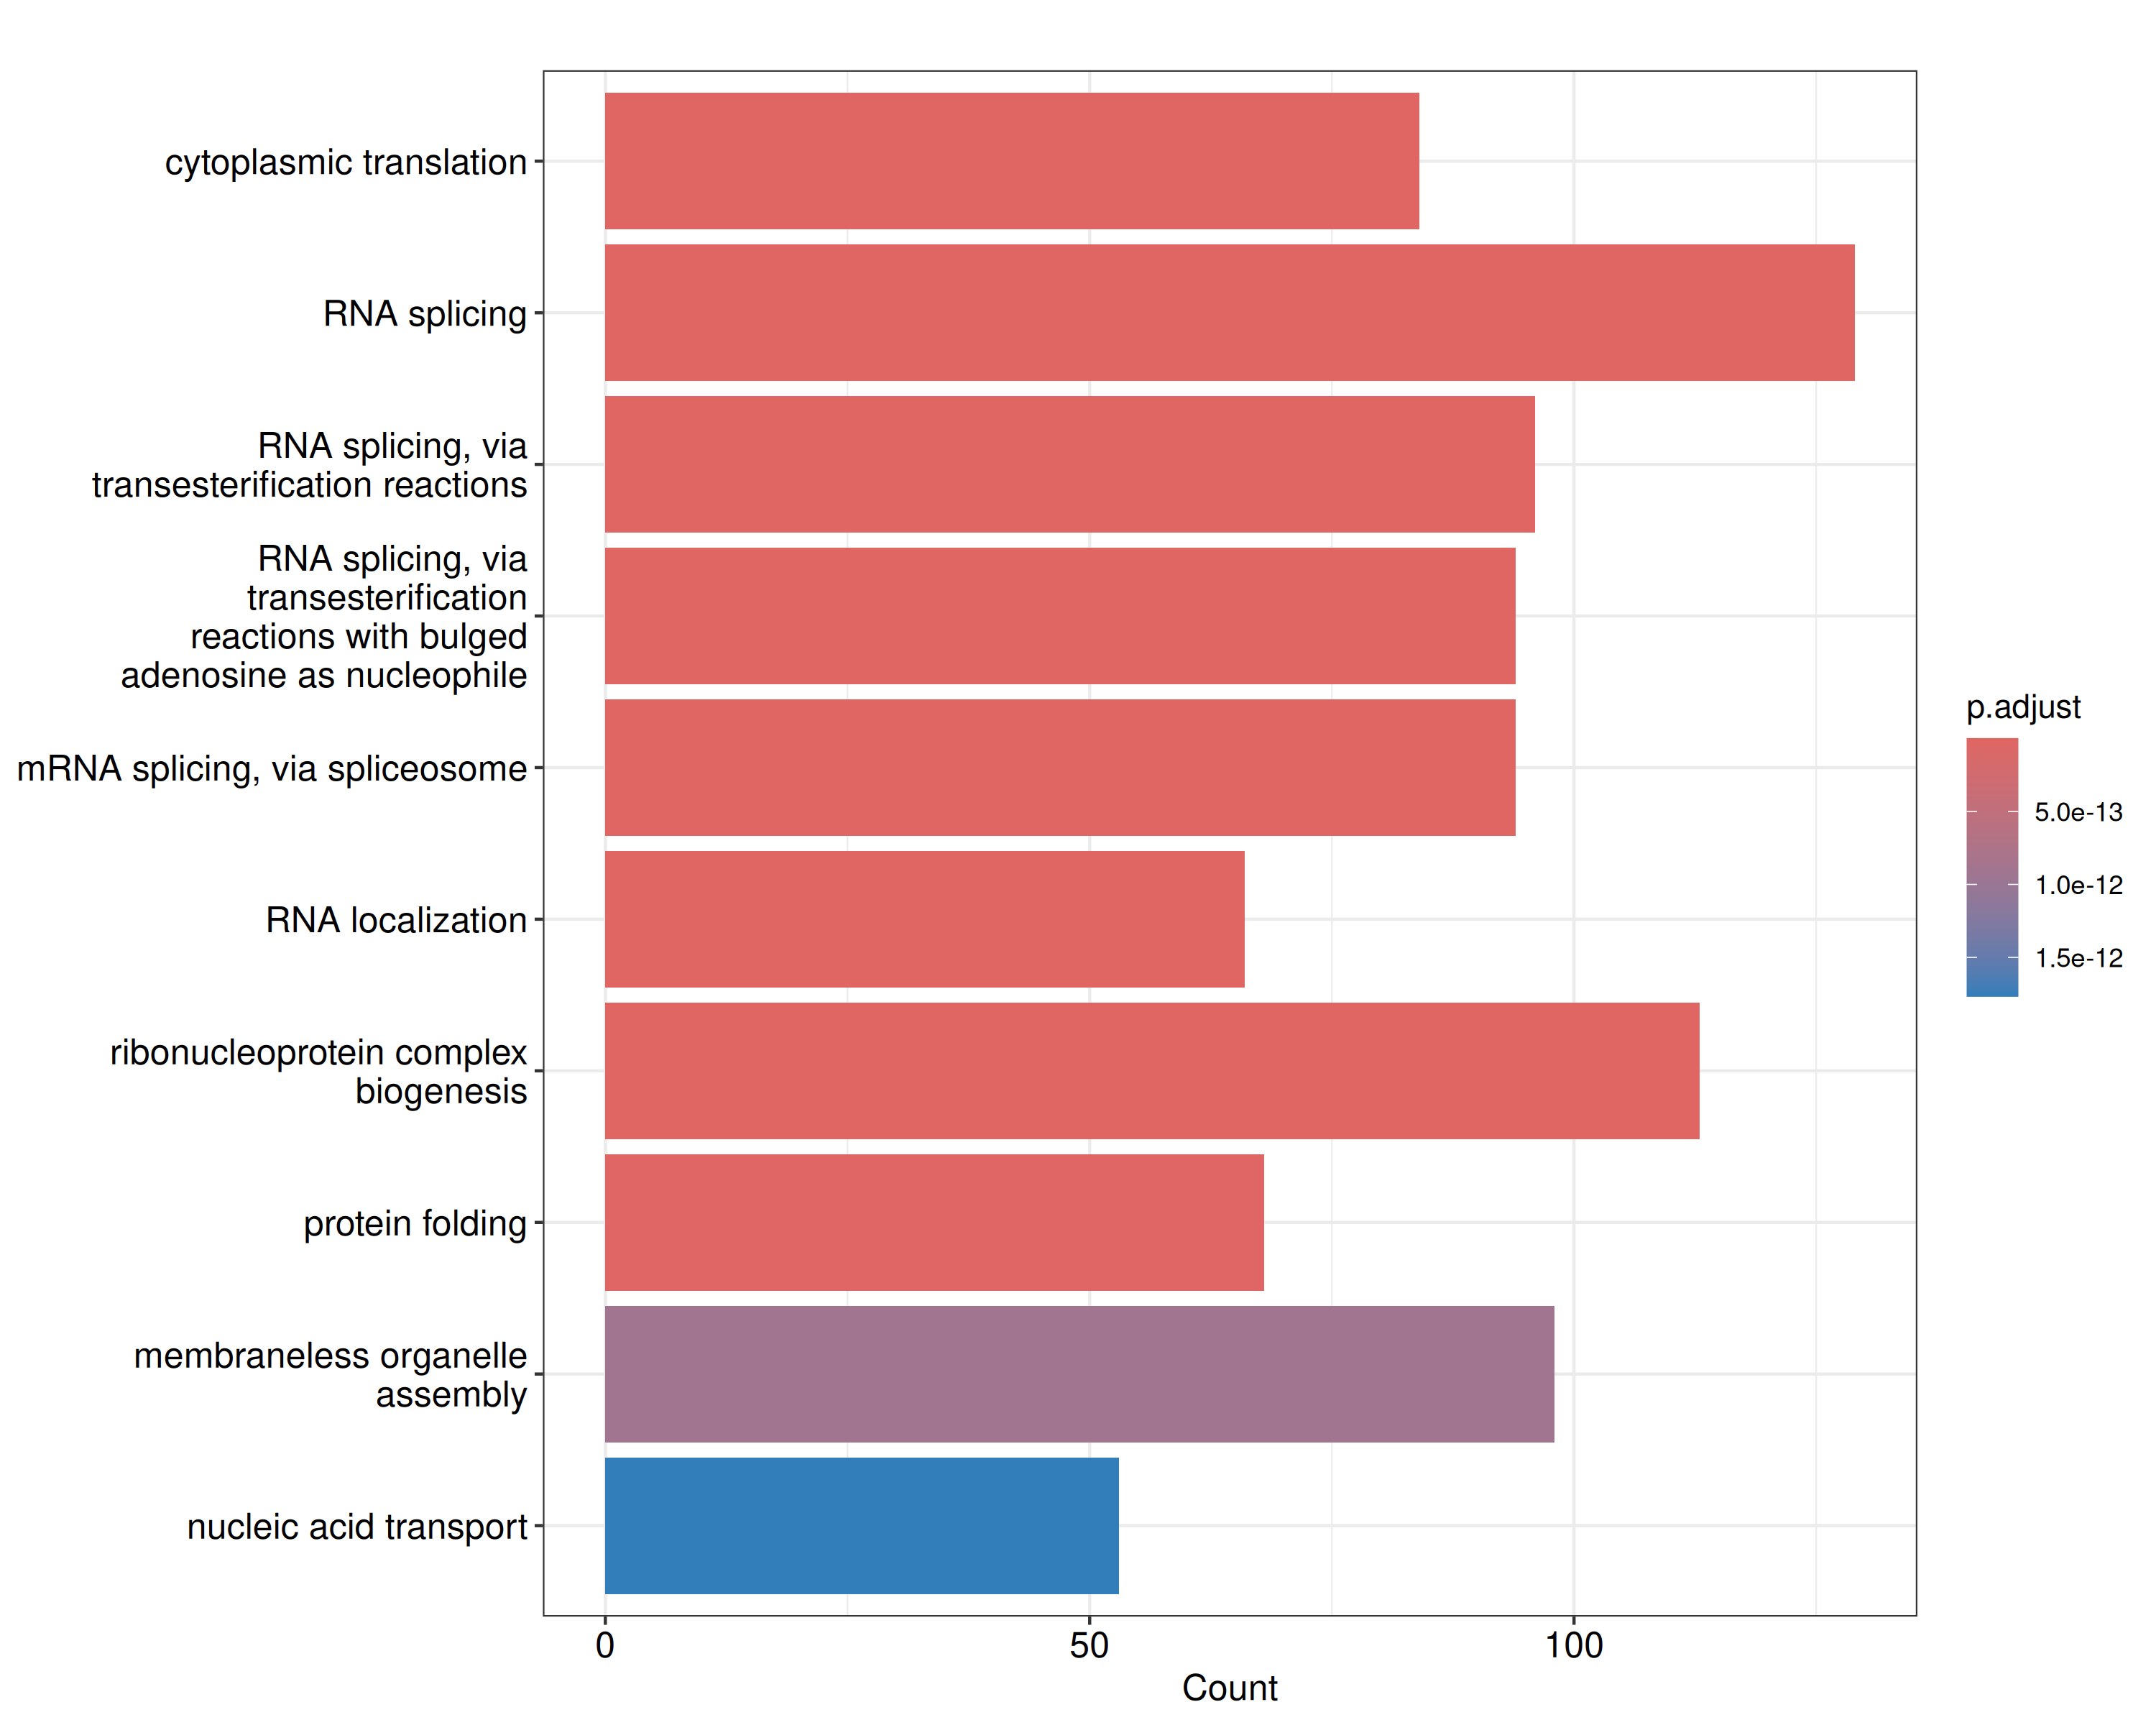 cytoplasmic translation
RNA splicing
RNA splicing, via
transesterification reactions
RNA splicing, via
transesterification
reactions with bulged
adenosine as nucleophile
mRNA splicing, via spliceosome
RNA localization
ribonucleoprotein complex
biogenesis
protein folding
membraneless organelle
assembly
nucleic acid transport
0 50 100
Count
p.adjust
5.0e-13
1.0e-12
1.5e-12